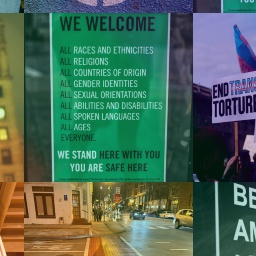 WE WELCOME
ALL RACES AND ETHNICITIES
ALL RELIGIONS
ALL COUNTRIES OF ORIGIN
ALL GENDER IDENTITIES
ALL SEXUAL ORIENTATIONS
ALL ABILITIES AND DISABILITIES
ALL SPOKEN LANGUAGES
ALL AGES
EVERYONE.
WE STAND HERE WITH YOU
YOU ARE SAFE HERE
END TRANS
TORTURE
BE
AM